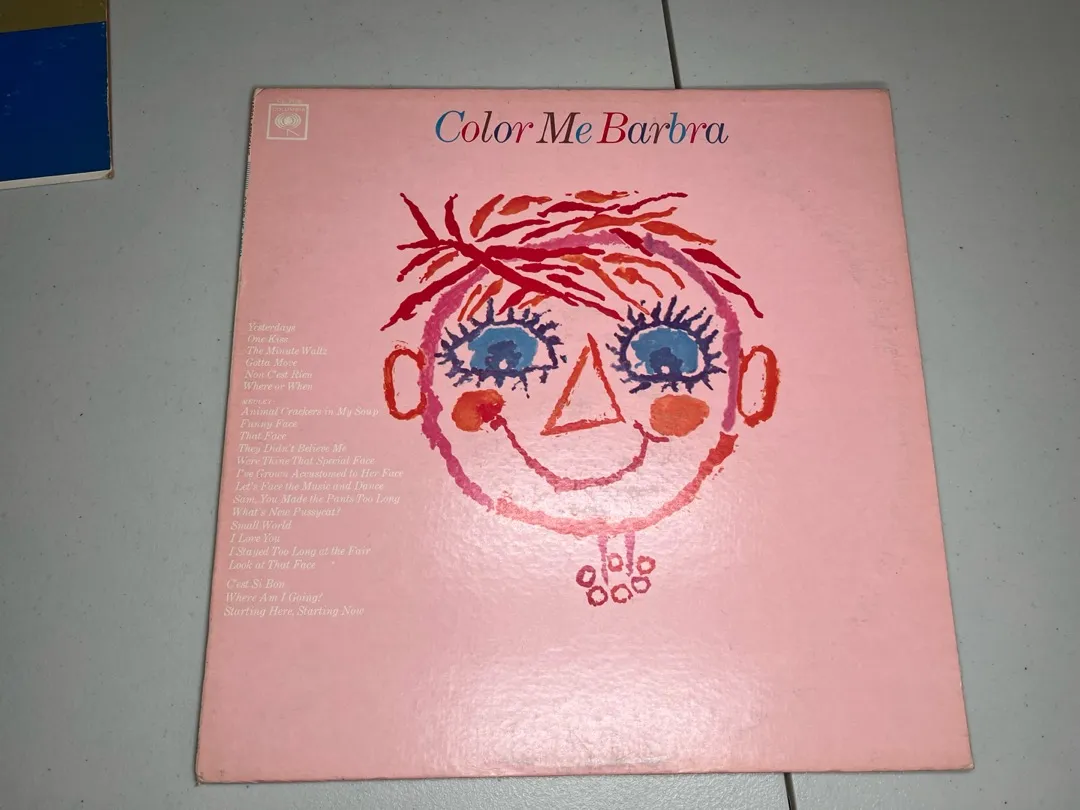 Color Me Barbra
Yesterdays
One Kiss
The Minute Waltz
Gotta Move
Non C'est Rien
Where or When
MEDLEY:
Animal Crackers in My Soup
Funny Face
That Face
They Didn't Believe Me
Were Thine That Special Face
I've Grown Accustomed to Her Face
Let's Face the Music and Dance
Sam, You Made the Pants Too Long
What's New Pussycat?
Small World
I Love You
I Stayed Too Long at the Fair
Look at That Face
C'est Si Bon
Where Am I Going?
Starting Here, Starting Now